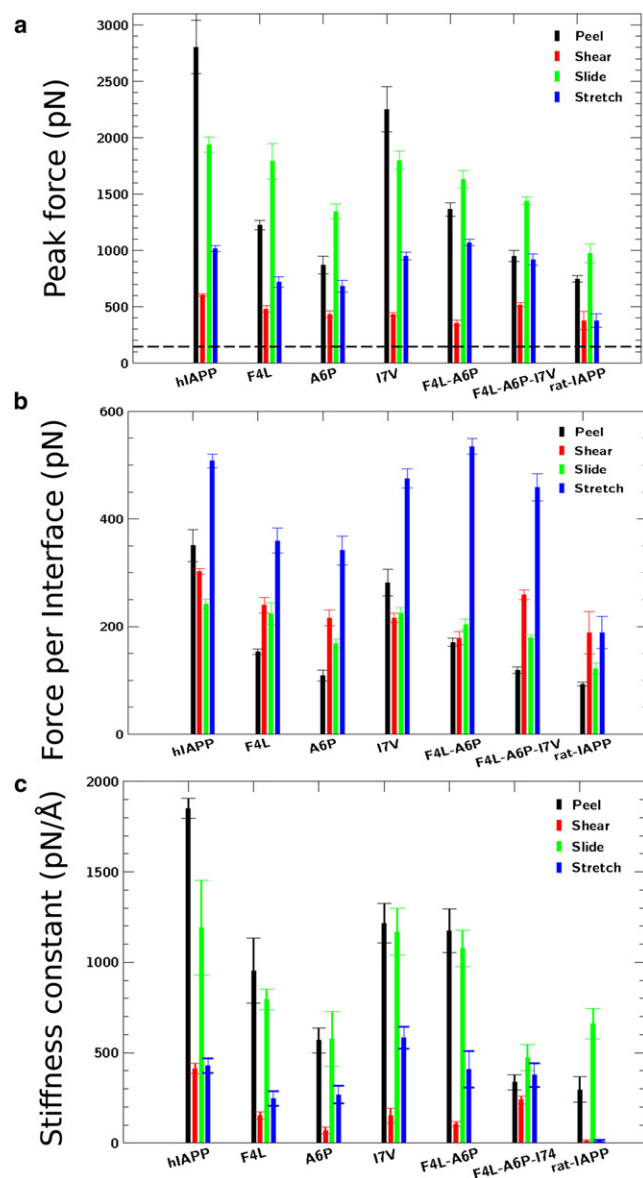 a
Peak force (pN)
3000
2500
2000
1500
1000
500
0
Peel
Shear
Slide
Stretch
hIAPP F4L A6P I7V F4L-A6P F4L-A6P-I7V rat-IAPP
b
Force per Interface (pN)
600
400
200
0
Peel
Shear
Slide
Stretch
hIAPP F4L A6P I7V F4L-A6P F4L-A6P-I7V rat-IAPP
c
Stiffness constant (pN/Å)
2000
1500
1000
500
0
Peel
Shear
Slide
Stretch
hIAPP F4L A6P I7V F4L-A6P F4L-A6P-I74 rat-IAPP